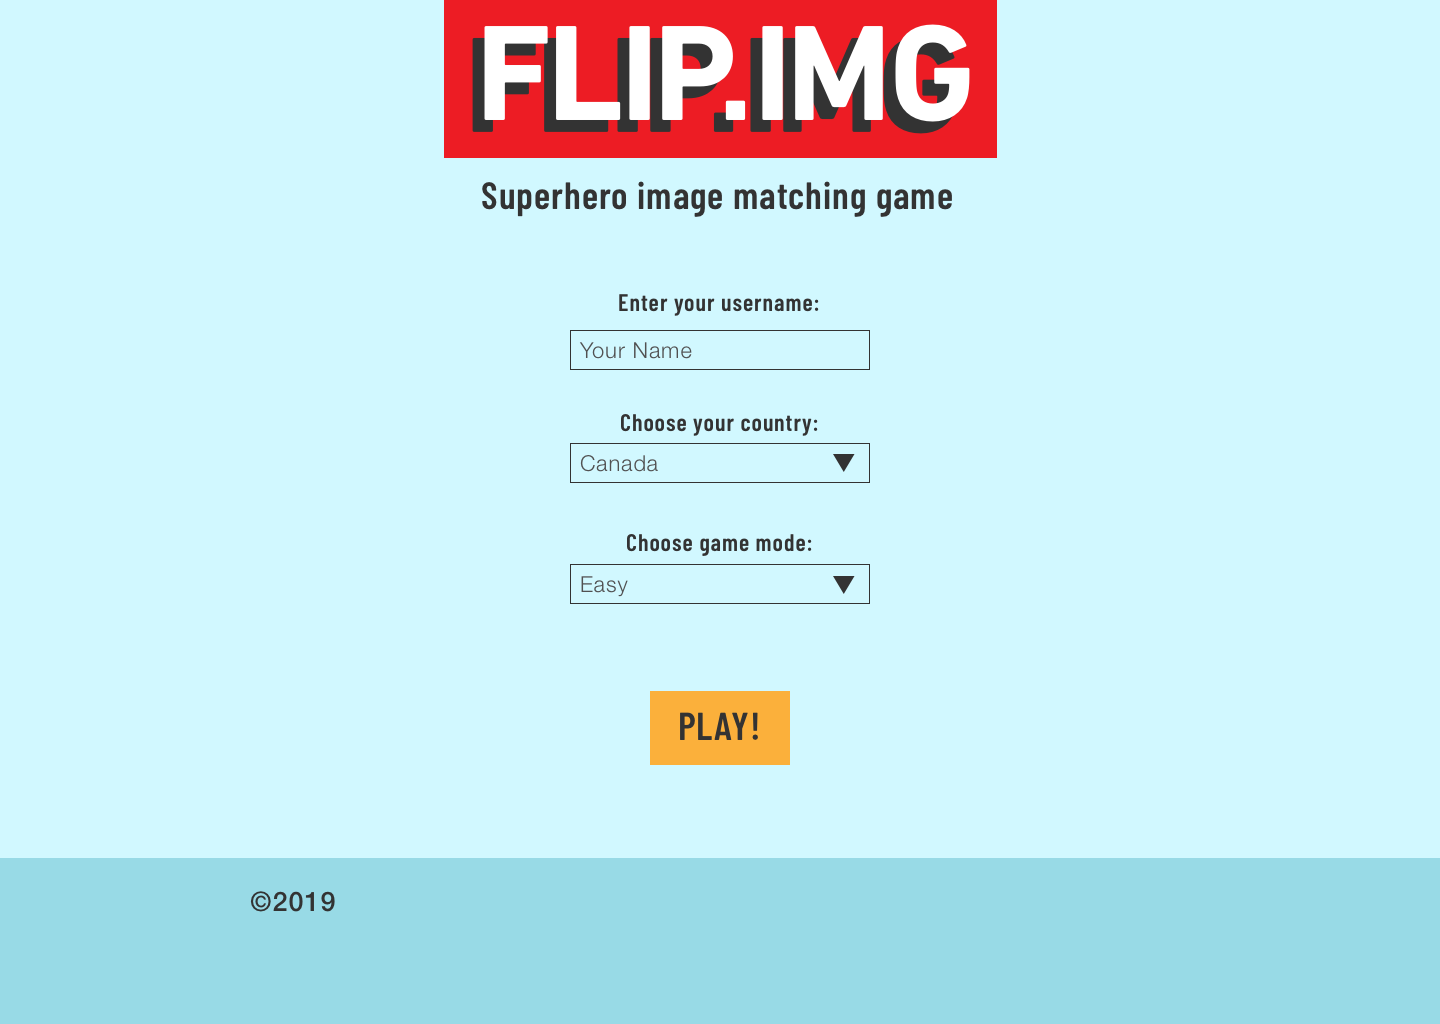 FLIP.IMG
Superhero image matching game
Enter your username:
Your Name
Choose your country:
Canada
Choose game mode:
Easy
PLAY!
©2019